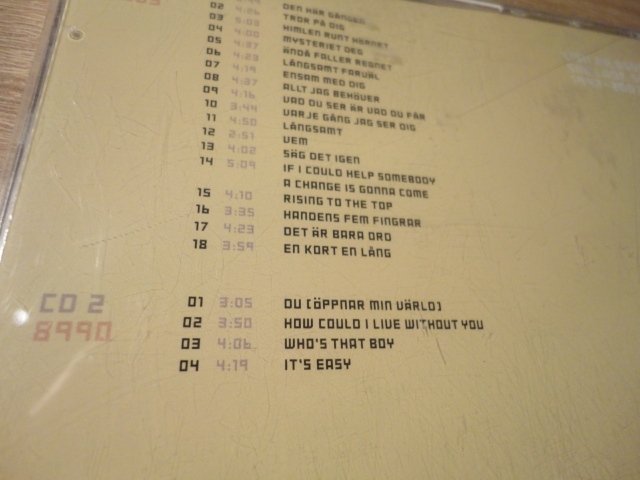 DEN HÄR GÅNGEN
02 4:26 TROR PÅ DIG
03 5:03 HIMLEN RUNT HÖRNET
04 4:00 MYSTERIET DEG
05 4:37 ÄNDÅ FALLER REGNET
06 4:23 LÅNGSAMT FARVÄL
07 4:19 ENSAM MED DIG
08 4:37 ALLT JAG BEHÖVER
09 4:16 VAD DU SER ÄR VAD DU FÅR
10 3:49 VARJE GÅNG JAG SER DIG
11 4:50 LÅNGSAMT
12 2:51 VEM
13 4:02 SÄG DET IGEN
14 5:09 IF I COULD HELP SOMEBODY
A CHANGE IS GONNA COME
15 4:10 RISING TO THE TOP
16 3:35 HANDENS FEM FINGRAR
17 4:23 DET ÄR BARA ORD
18 3:59 EN KORT EN LÅNG
CD 2
8990
01 3:05 DU [ÖPPNAR MIN VÄRLD]
02 3:50 HOW COULD I LIVE WITHOUT YOU
03 4:06 WHO'S THAT BOY
04 4:19 IT'S EASY